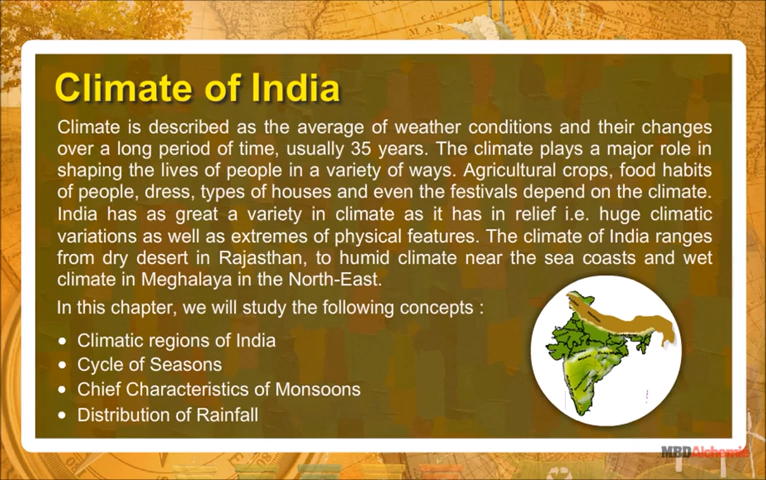 Climate of India
Climate is described as the average of weather conditions and their changes
over a long period of time, usually 35 years. The climate plays a major role in
shaping the lives of people in a variety of ways. Agricultural crops, food habits
of people, dress, types of houses and even the festivals depend on the climate.
India has as great a variety in climate as it has in relief i.e. huge climatic
variations as well as extremes of physical features. The climate of India ranges
from dry desert in Rajasthan, to humid climate near the sea coasts and wet
climate in Meghalaya in the North-East.
In this chapter, we will study the following concepts :
• Climatic regions of India
• Cycle of Seasons
• Chief Characteristics of Monsoons
• Distribution of Rainfall
MBDAlchemie